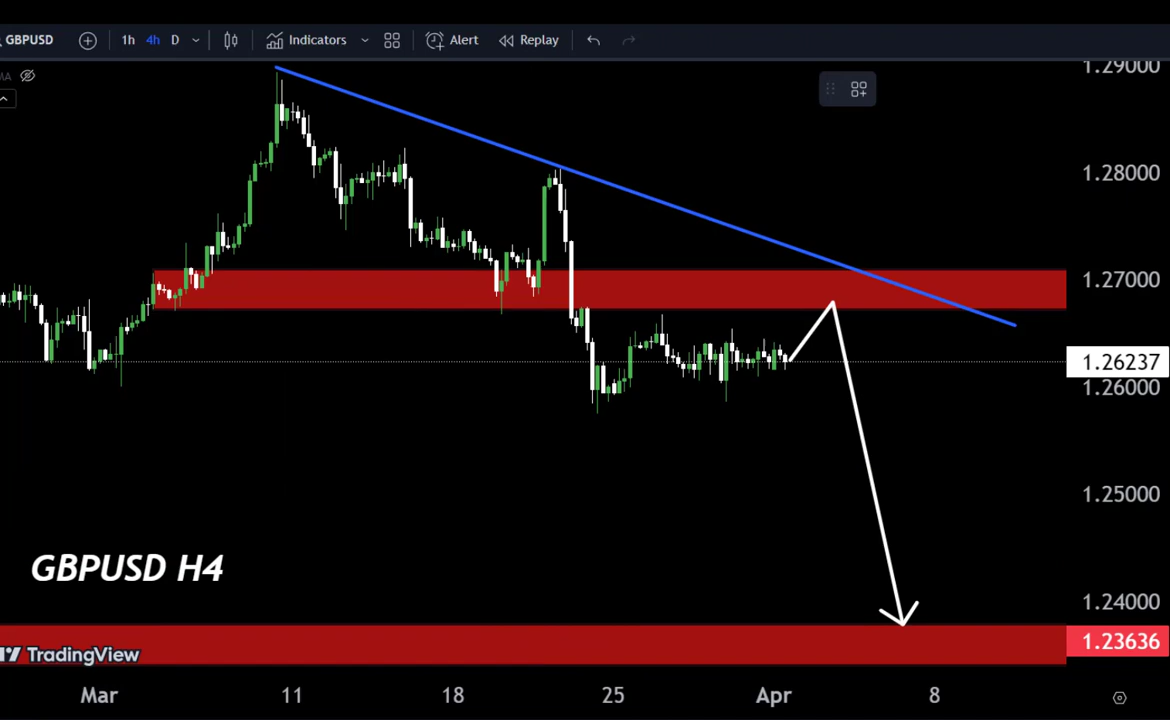 GBPUSD 1h 4h D Indicators Alert Replay
1.29000
MA
1.28000
1.27000
1.26237
1.26000
1.25000
GBPUSD H4
1.24000
1.23636
TradingView
Mar 11 18 25 Apr 8